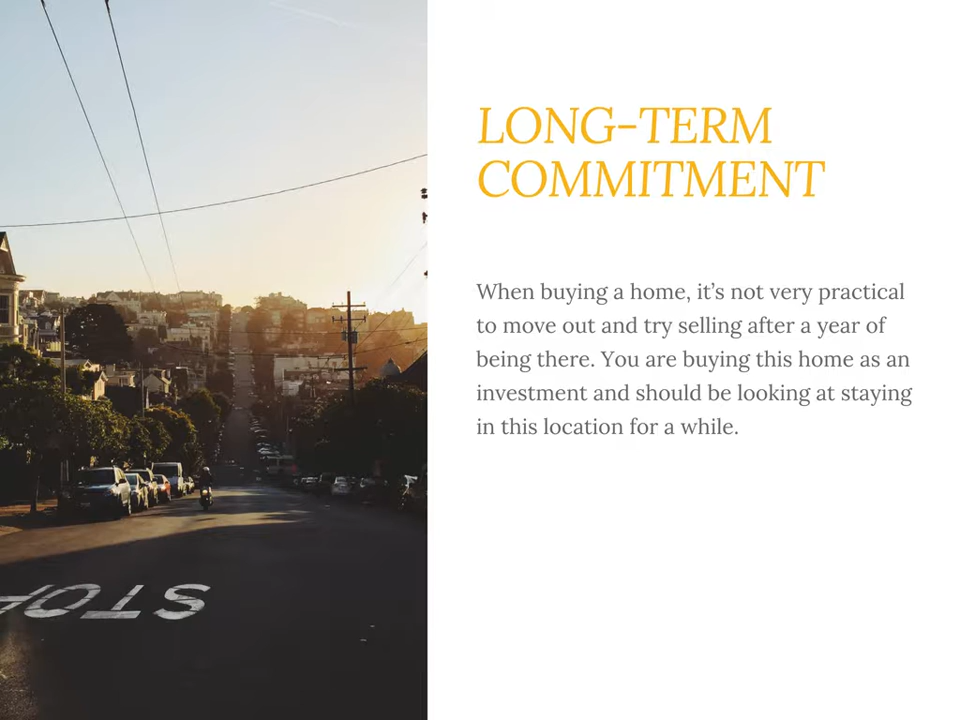 LONG-TERM
COMMITMENT
When buying a home, it’s not very practical
to move out and try selling after a year of
being there. You are buying this home as an
investment and should be looking at staying
in this location for a while.
STOP